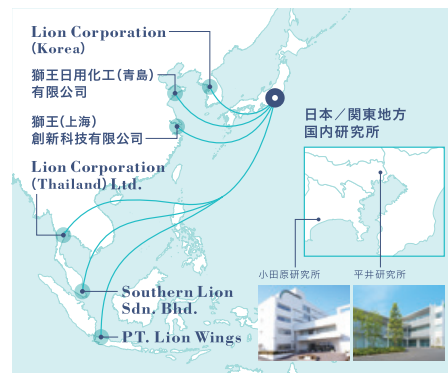 Lion Corporation
(Korea)
獅王日用化工(青島)
有限公司
獅王(上海)
創新科技有限公司
Lion Corporation
(Thailand) Ltd.
日本／関東地方
国内研究所
小田原研究所
平井研究所
Southern Lion
Sdn. Bhd.
PT. Lion Wings